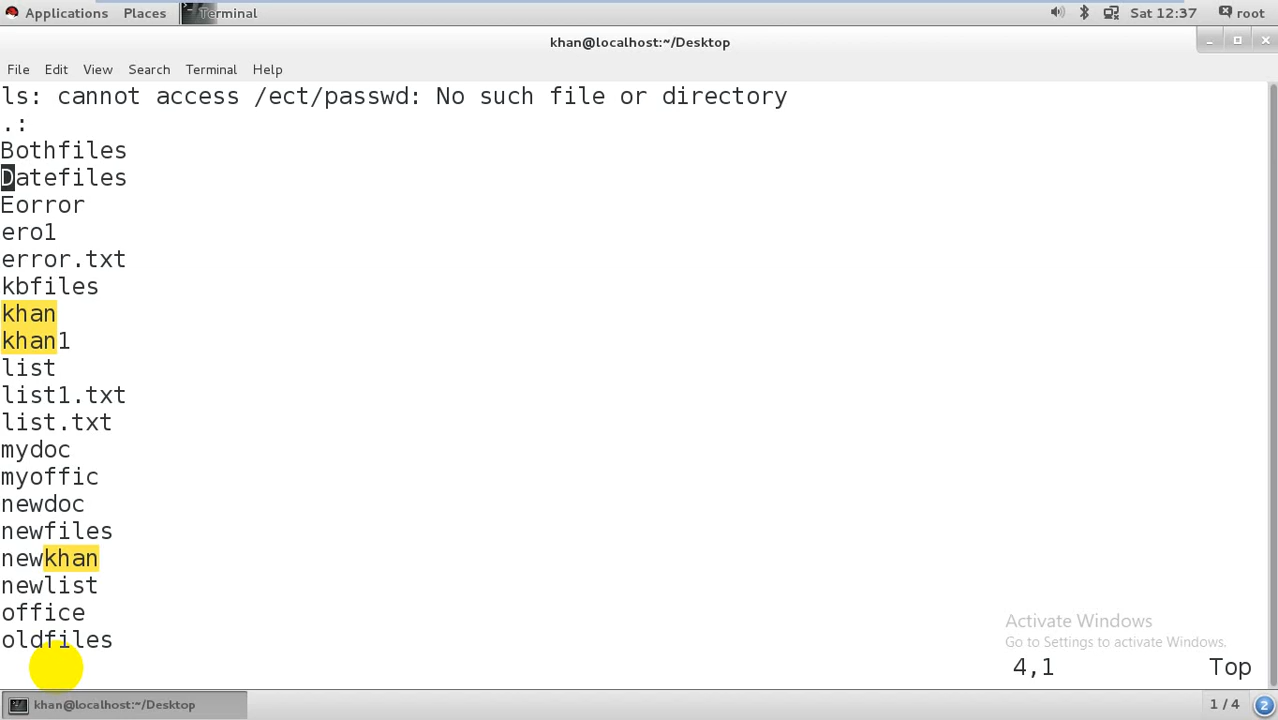 Applications Places Terminal Sat 12:37 root
khan@localhost:~/Desktop
File Edit View Search Terminal Help
ls: cannot access /ect/passwd: No such file or directory
.:
Bothfiles
Datefiles
Eorror
ero1
error.txt
kbfiles
khan
khan1
list
list1.txt
list.txt
mydoc
myoffic
newdoc
newfiles
newkhan
newlist
office
oldfiles
Activate Windows
Go to Settings to activate Windows.
4,1 Top
khan@localhost:~/Desktop 1 / 4 2